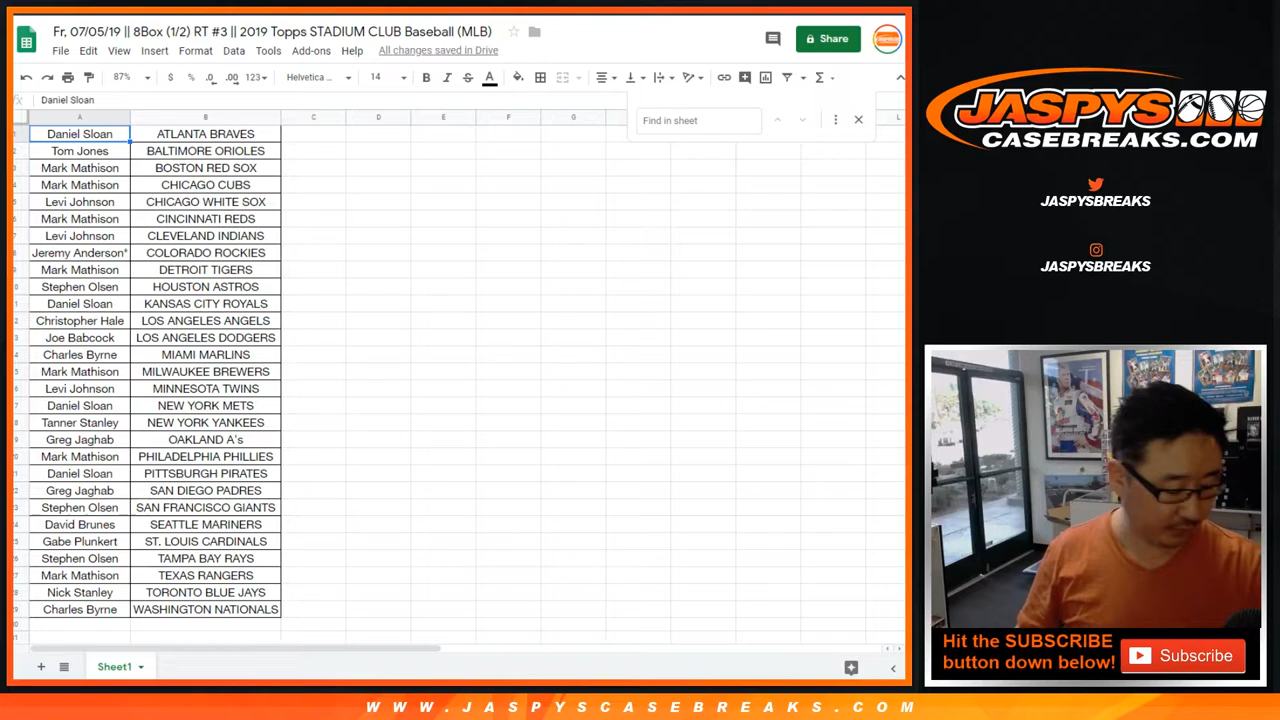 Fr, 07/05/19 || 8Box (1/2) RT #3 || 2019 Topps STADIUM CLUB Baseball (MLB)
File Edit View Insert Format Data Tools Add-ons Help All changes saved in Drive
Share
87% $ % .0 .00 123 Helvetica ... 14 B I S A
fx Daniel Sloan
Find in sheet
A B C D E F G L
Daniel Sloan ATLANTA BRAVES
Tom Jones BALTIMORE ORIOLES
Mark Mathison BOSTON RED SOX
Mark Mathison CHICAGO CUBS
Levi Johnson CHICAGO WHITE SOX
Mark Mathison CINCINNATI REDS
Levi Johnson CLEVELAND INDIANS
Jeremy Anderson* COLORADO ROCKIES
Mark Mathison DETROIT TIGERS
Stephen Olsen HOUSTON ASTROS
Daniel Sloan KANSAS CITY ROYALS
Christopher Hale LOS ANGELES ANGELS
Joe Babcock LOS ANGELES DODGERS
Charles Byrne MIAMI MARLINS
Mark Mathison MILWAUKEE BREWERS
Levi Johnson MINNESOTA TWINS
Daniel Sloan NEW YORK METS
Tanner Stanley NEW YORK YANKEES
Greg Jaghab OAKLAND A's
Mark Mathison PHILADELPHIA PHILLIES
Daniel Sloan PITTSBURGH PIRATES
Greg Jaghab SAN DIEGO PADRES
Stephen Olsen SAN FRANCISCO GIANTS
David Brunes SEATTLE MARINERS
Gabe Plunkert ST. LOUIS CARDINALS
Stephen Olsen TAMPA BAY RAYS
Mark Mathison TEXAS RANGERS
Nick Stanley TORONTO BLUE JAYS
Charles Byrne WASHINGTON NATIONALS
Sheet1
JASPYS
CASEBREAKS.COM
JASPYSBREAKS
JASPYSBREAKS
Hit the SUBSCRIBE
button down below!
Subscribe
WWW.JASPYSCASEBREAKS.COM